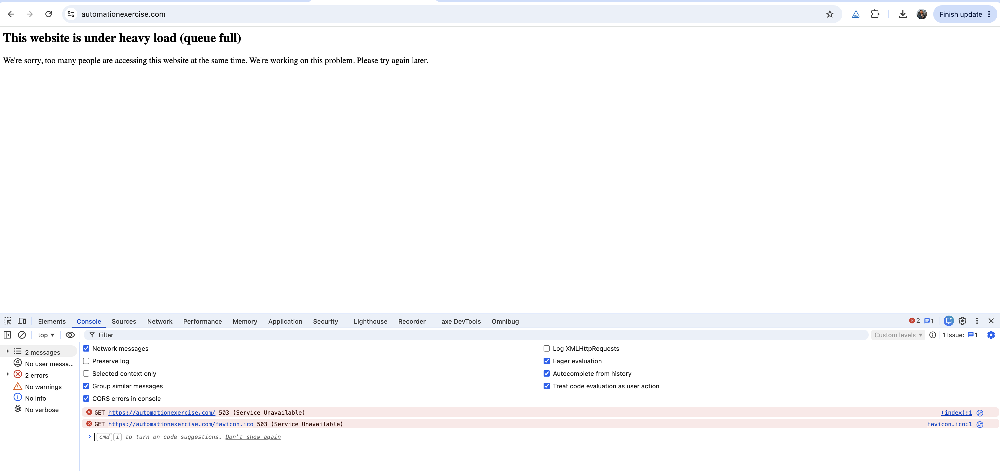 automationexercise.com
Finish update
This website is under heavy load (queue full)
We're sorry, too many people are accessing this website at the same time. We're working on this problem. Please try again later.
Elements Console Sources Network Performance Memory Application Security Lighthouse Recorder axe DevTools Omnibug 2 1
top Filter Custom levels 1 Issue: 1
2 messages
No user messa...
2 errors
No warnings
No info
No verbose
Network messages
Preserve log
Selected context only
Group similar messages
CORS errors in console
Log XMLHttpRequests
Eager evaluation
Autocomplete from history
Treat code evaluation as user action
GET https://automationexercise.com/ 503 (Service Unavailable) (index):1
GET https://automationexercise.com/favicon.ico 503 (Service Unavailable) favicon.ico:1
cmd i to turn on code suggestions. Don't show again